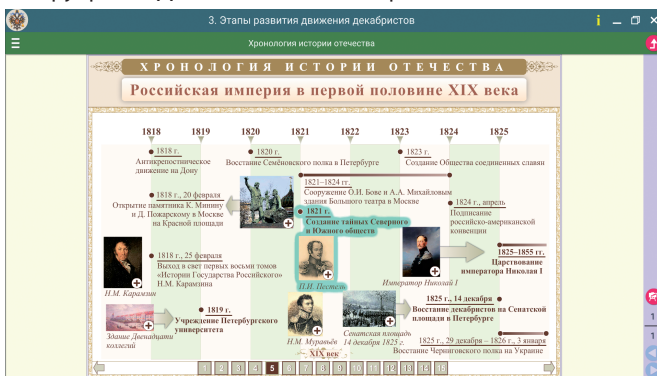 3. Этапы развития движения декабристов
Хронология истории отечества
ХРОНОЛОГИЯ ИСТОРИИ ОТЕЧЕСТВА
Российская империя в первой половине XIX века
1818 1819 1820 1821 1822 1823 1824 1825
1818 г.
Антикрепостническое
движение на Дону
1820 г.
Восстание Семёновского полка в Петербурге
1823 г.
Создание Общества соединенных славян
1821–1824 гг.
Сооружение О.И. Бове и А.А. Михайловым
здания Большого театра в Москве
1818 г., 20 февраля
Открытие памятника К. Минину
и Д. Пожарскому в Москве
на Красной площади
1821 г.
Создание тайных Северного
и Южного обществ
1824 г., апрель
Подписание
российско-американской
конвенции
1818 г., 25 февраля
Выход в свет первых восьми томов
«Истории Государства Российского»
Н.М. Карамзина
Н.М. Карамзин
П.И. Пестель
Император Николай I
1825–1855 гг.
Царствование
императора Николая I
1819 г.
Учреждение Петербургского
университета
Здание Двенадцати
коллегий
Н.М. Муравьёв
Сенатская площадь
14 декабря 1825 г.
1825 г., 14 декабря
Восстание декабристов на Сенатской
площади в Петербурге
1825 г., 29 декабря – 1826 г., 3 января
Восстание Черниговского полка на Украине
XIX век
1 2 3 4 5 6 7 8 9 10 11 12 13 14 15
1
1